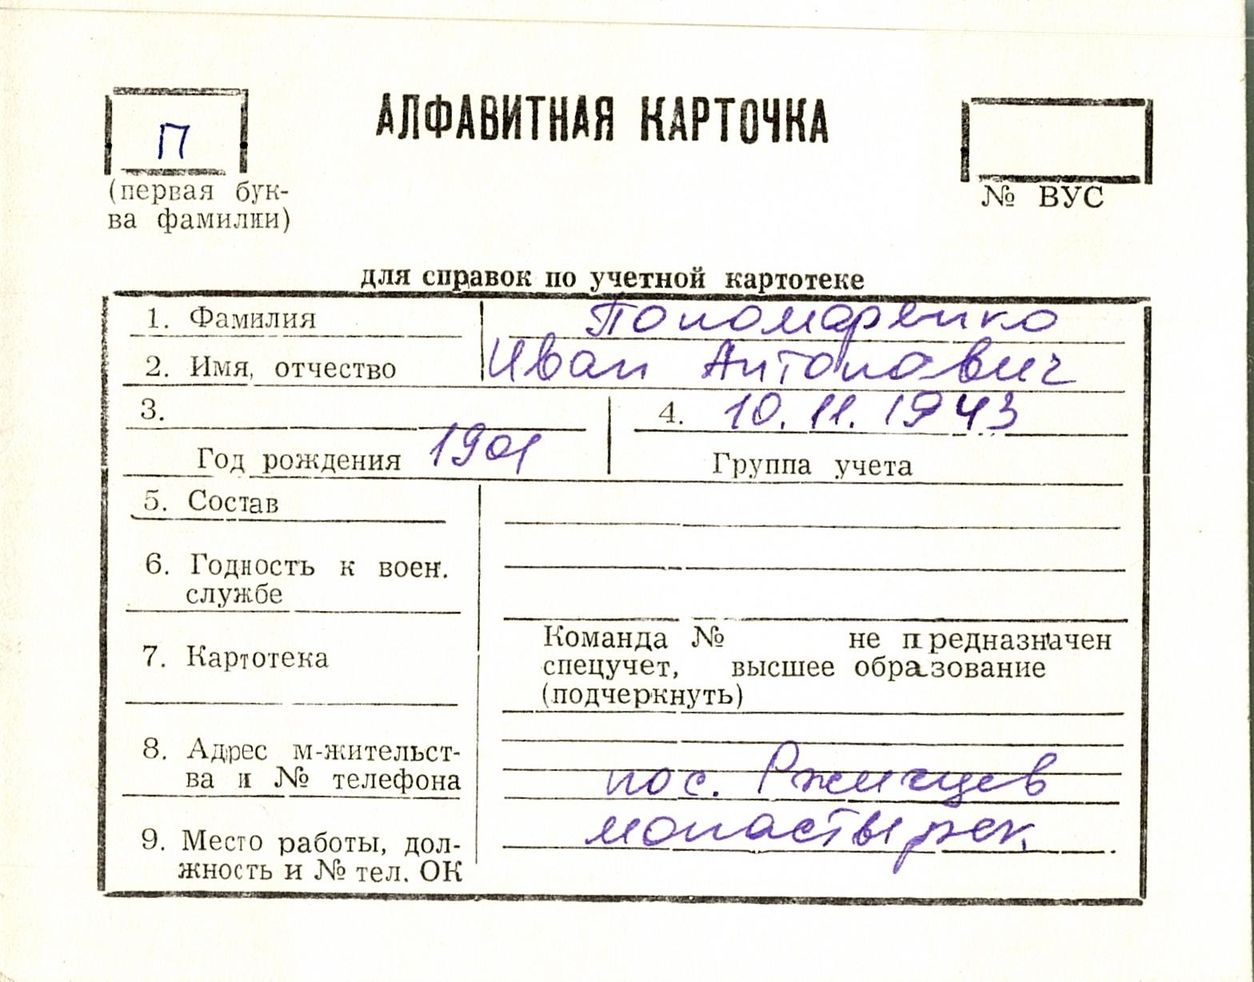 П
АЛФАВИТНАЯ КАРТОЧКА
(первая бук-
ва фамилии)
№ ВУС
для справок по учетной картотеке
1. Фамилия Пономаренко
2. Имя, отчество Иван Антонович
3. 4. 10.11.1943
Год рождения 1901 Группа учета
5. Состав
6. Годность к воен.
службе
Команда № не предназначен
7. Картотека спецучет, высшее образование
(подчеркнуть)
8. Адрес м-жительст-
ва и № телефона пос. Ржищев
9. Место работы, дол- монастырск.
жность и № тел. ОК